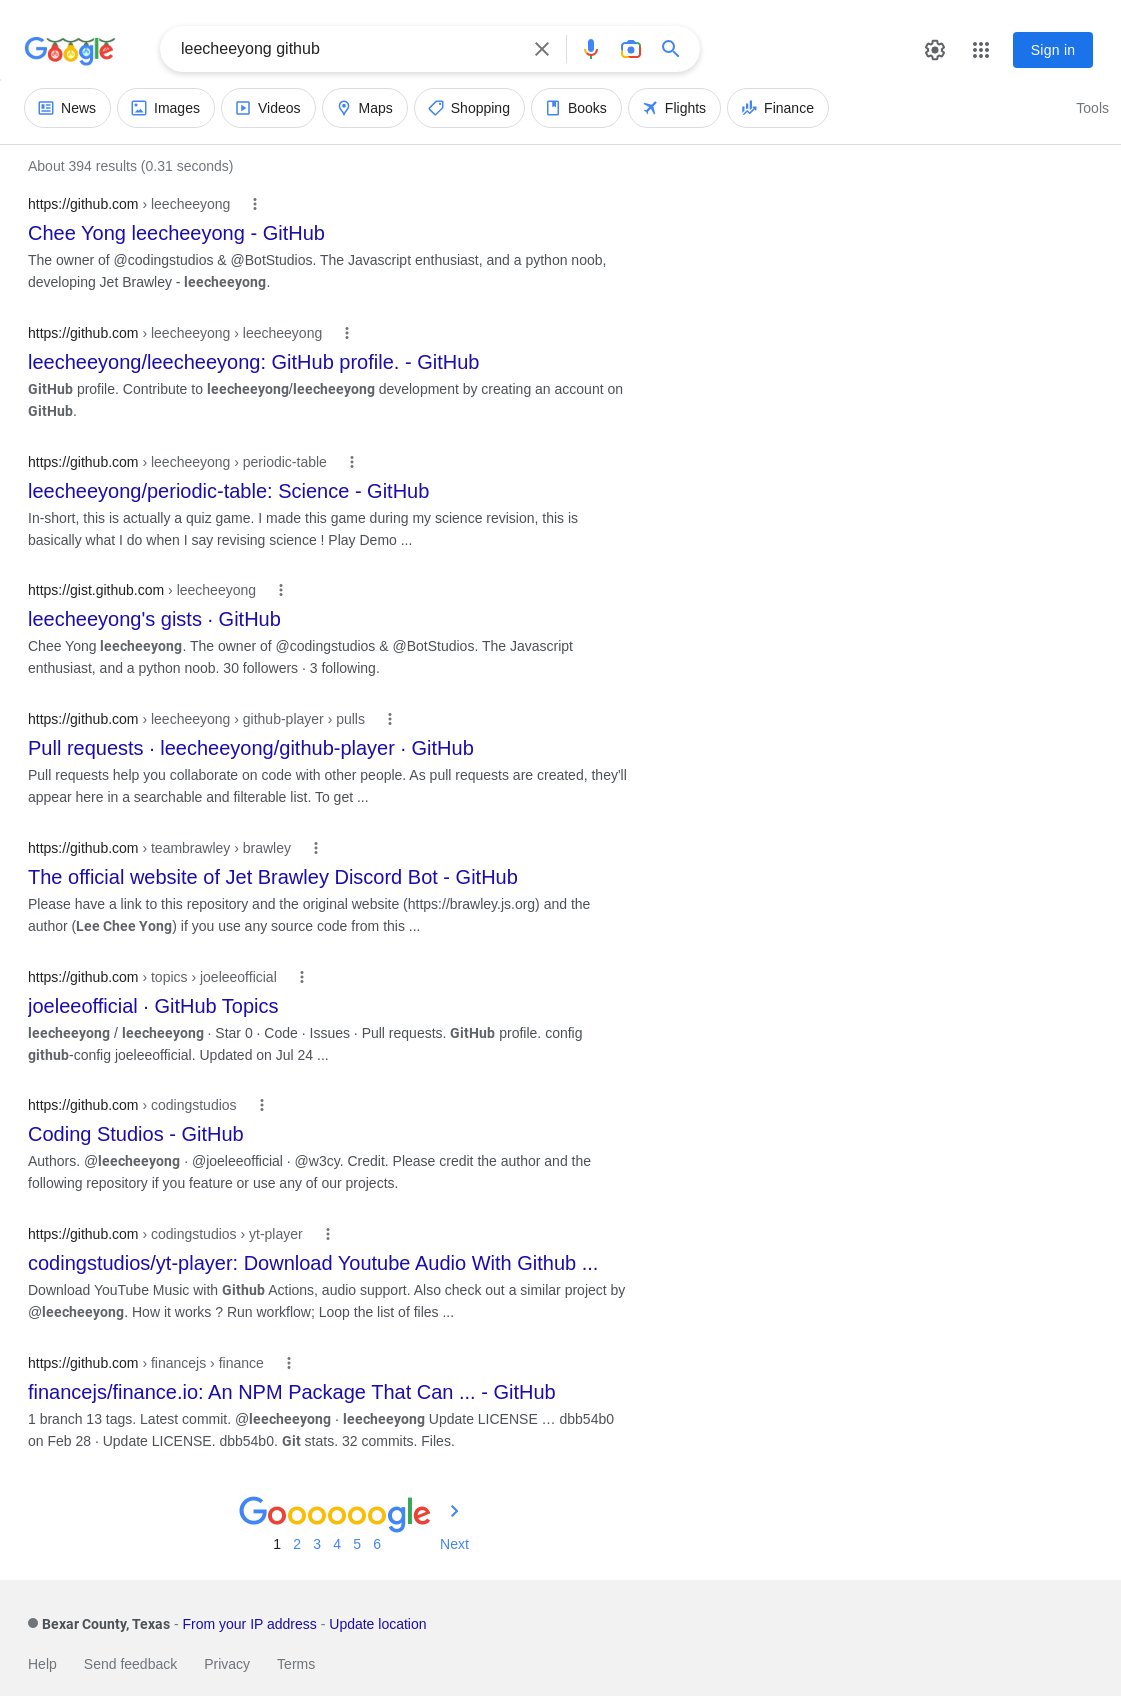 Google
leecheeyong github
Sign in
News
Images
Videos
Maps
Shopping
Books
Flights
Finance
Tools
About 394 results (0.31 seconds)
https://github.com › leecheeyong
Chee Yong leecheeyong - GitHub
The owner of @codingstudios & @BotStudios. The Javascript enthusiast, and a python noob,
developing Jet Brawley - leecheeyong.
https://github.com › leecheeyong › leecheeyong
leecheeyong/leecheeyong: GitHub profile. - GitHub
GitHub profile. Contribute to leecheeyong/leecheeyong development by creating an account on
GitHub.
https://github.com › leecheeyong › periodic-table
leecheeyong/periodic-table: Science - GitHub
In-short, this is actually a quiz game. I made this game during my science revision, this is
basically what I do when I say revising science ! Play Demo ...
https://gist.github.com › leecheeyong
leecheeyong's gists · GitHub
Chee Yong leecheeyong. The owner of @codingstudios & @BotStudios. The Javascript
enthusiast, and a python noob. 30 followers · 3 following.
https://github.com › leecheeyong › github-player › pulls
Pull requests · leecheeyong/github-player · GitHub
Pull requests help you collaborate on code with other people. As pull requests are created, they'll
appear here in a searchable and filterable list. To get ...
https://github.com › teambrawley › brawley
The official website of Jet Brawley Discord Bot - GitHub
Please have a link to this repository and the original website (https://brawley.js.org) and the
author (Lee Chee Yong) if you use any source code from this ...
https://github.com › topics › joeleeofficial
joeleeofficial · GitHub Topics
leecheeyong / leecheeyong · Star 0 · Code · Issues · Pull requests. GitHub profile. config
github-config joeleeofficial. Updated on Jul 24 ...
https://github.com › codingstudios
Coding Studios - GitHub
Authors. @leecheeyong · @joeleeofficial · @w3cy. Credit. Please credit the author and the
following repository if you feature or use any of our projects.
https://github.com › codingstudios › yt-player
codingstudios/yt-player: Download Youtube Audio With Github ...
Download YouTube Music with Github Actions, audio support. Also check out a similar project by
@leecheeyong. How it works ? Run workflow; Loop the list of files ...
https://github.com › financejs › finance
financejs/finance.io: An NPM Package That Can ... - GitHub
1 branch 13 tags. Latest commit. @leecheeyong · leecheeyong Update LICENSE … dbb54b0
on Feb 28 · Update LICENSE. dbb54b0. Git stats. 32 commits. Files.
Goooooogle
1 2 3 4 5 6 Next
Bexar County, Texas - From your IP address - Update location
Help Send feedback Privacy Terms